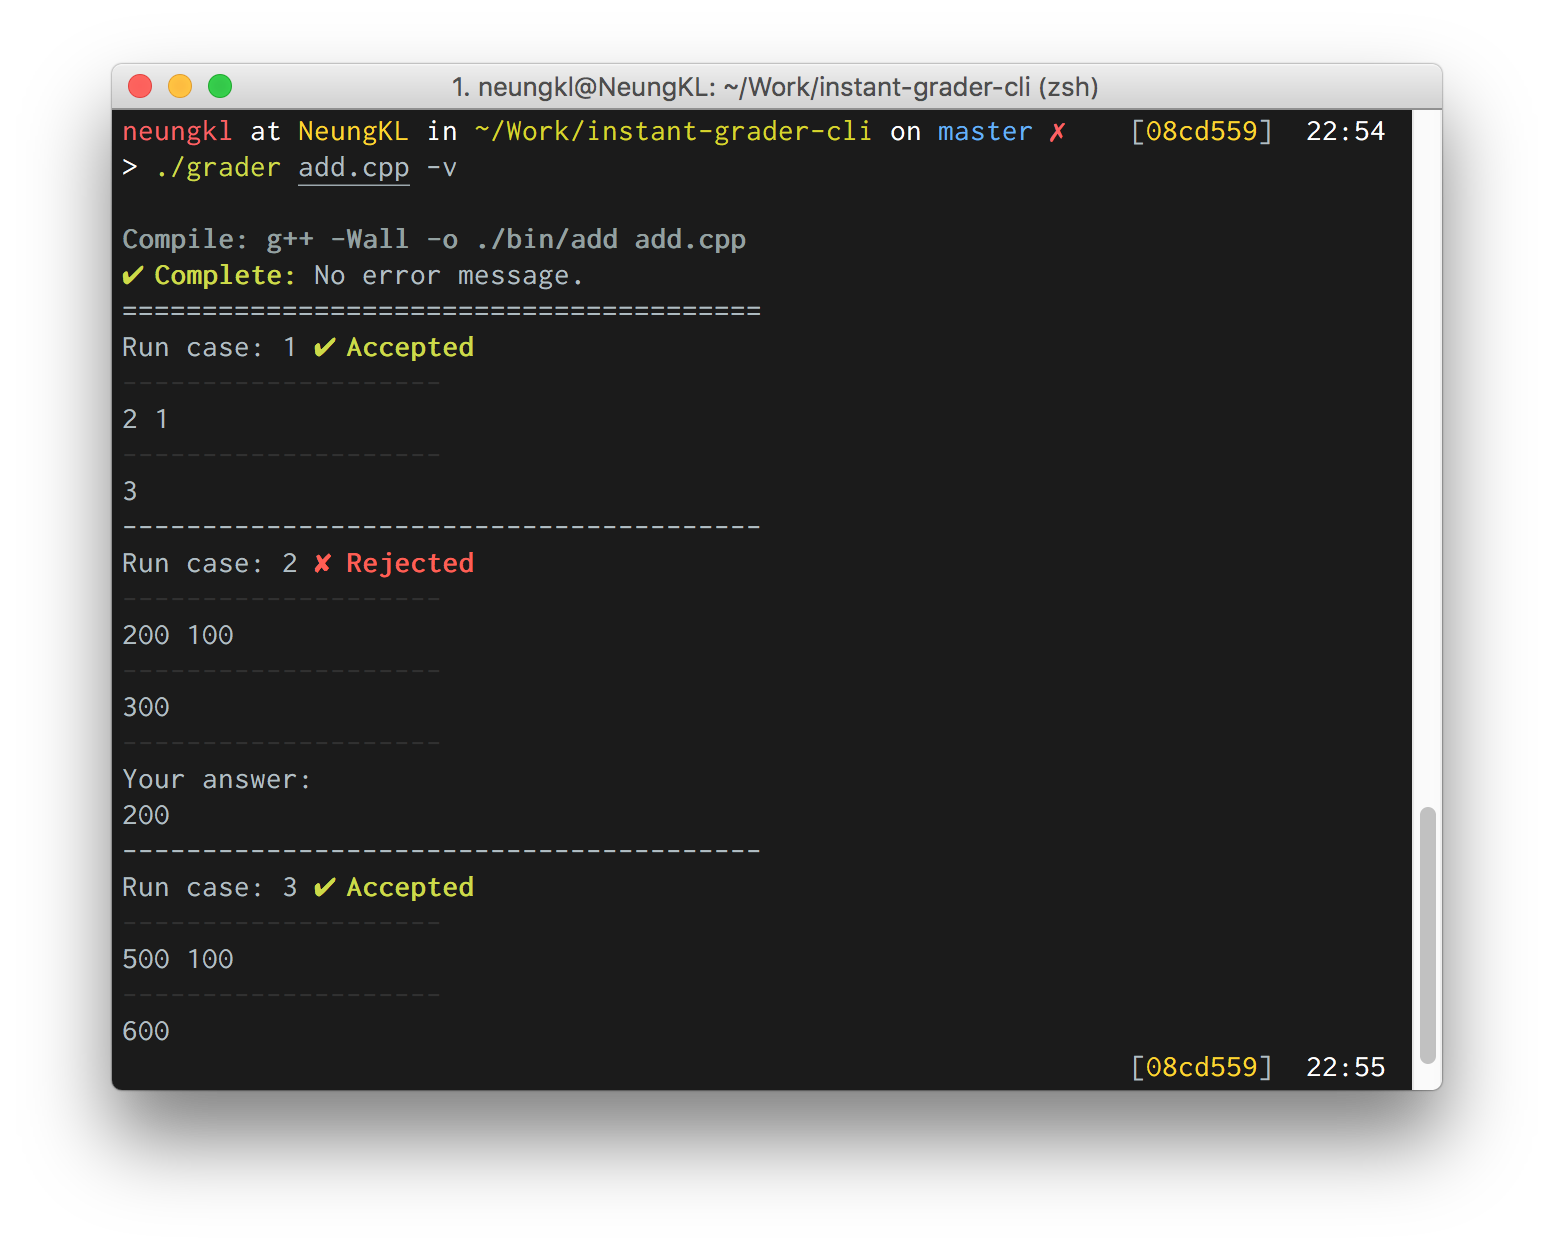 1. neungkl@NeungKL: ~/Work/instant-grader-cli (zsh)
neungkl at NeungKL in ~/Work/instant-grader-cli on master ✗ [08cd559] 22:54
> ./grader add.cpp -v
Compile: g++ -Wall -o ./bin/add add.cpp
✔ Complete: No error message.
========================================
Run case: 1 ✔ Accepted
--------------------
2 1
--------------------
3
----------------------------------------
Run case: 2 ✘ Rejected
--------------------
200 100
--------------------
300
--------------------
Your answer:
200
----------------------------------------
Run case: 3 ✔ Accepted
--------------------
500 100
--------------------
600
[08cd559] 22:55